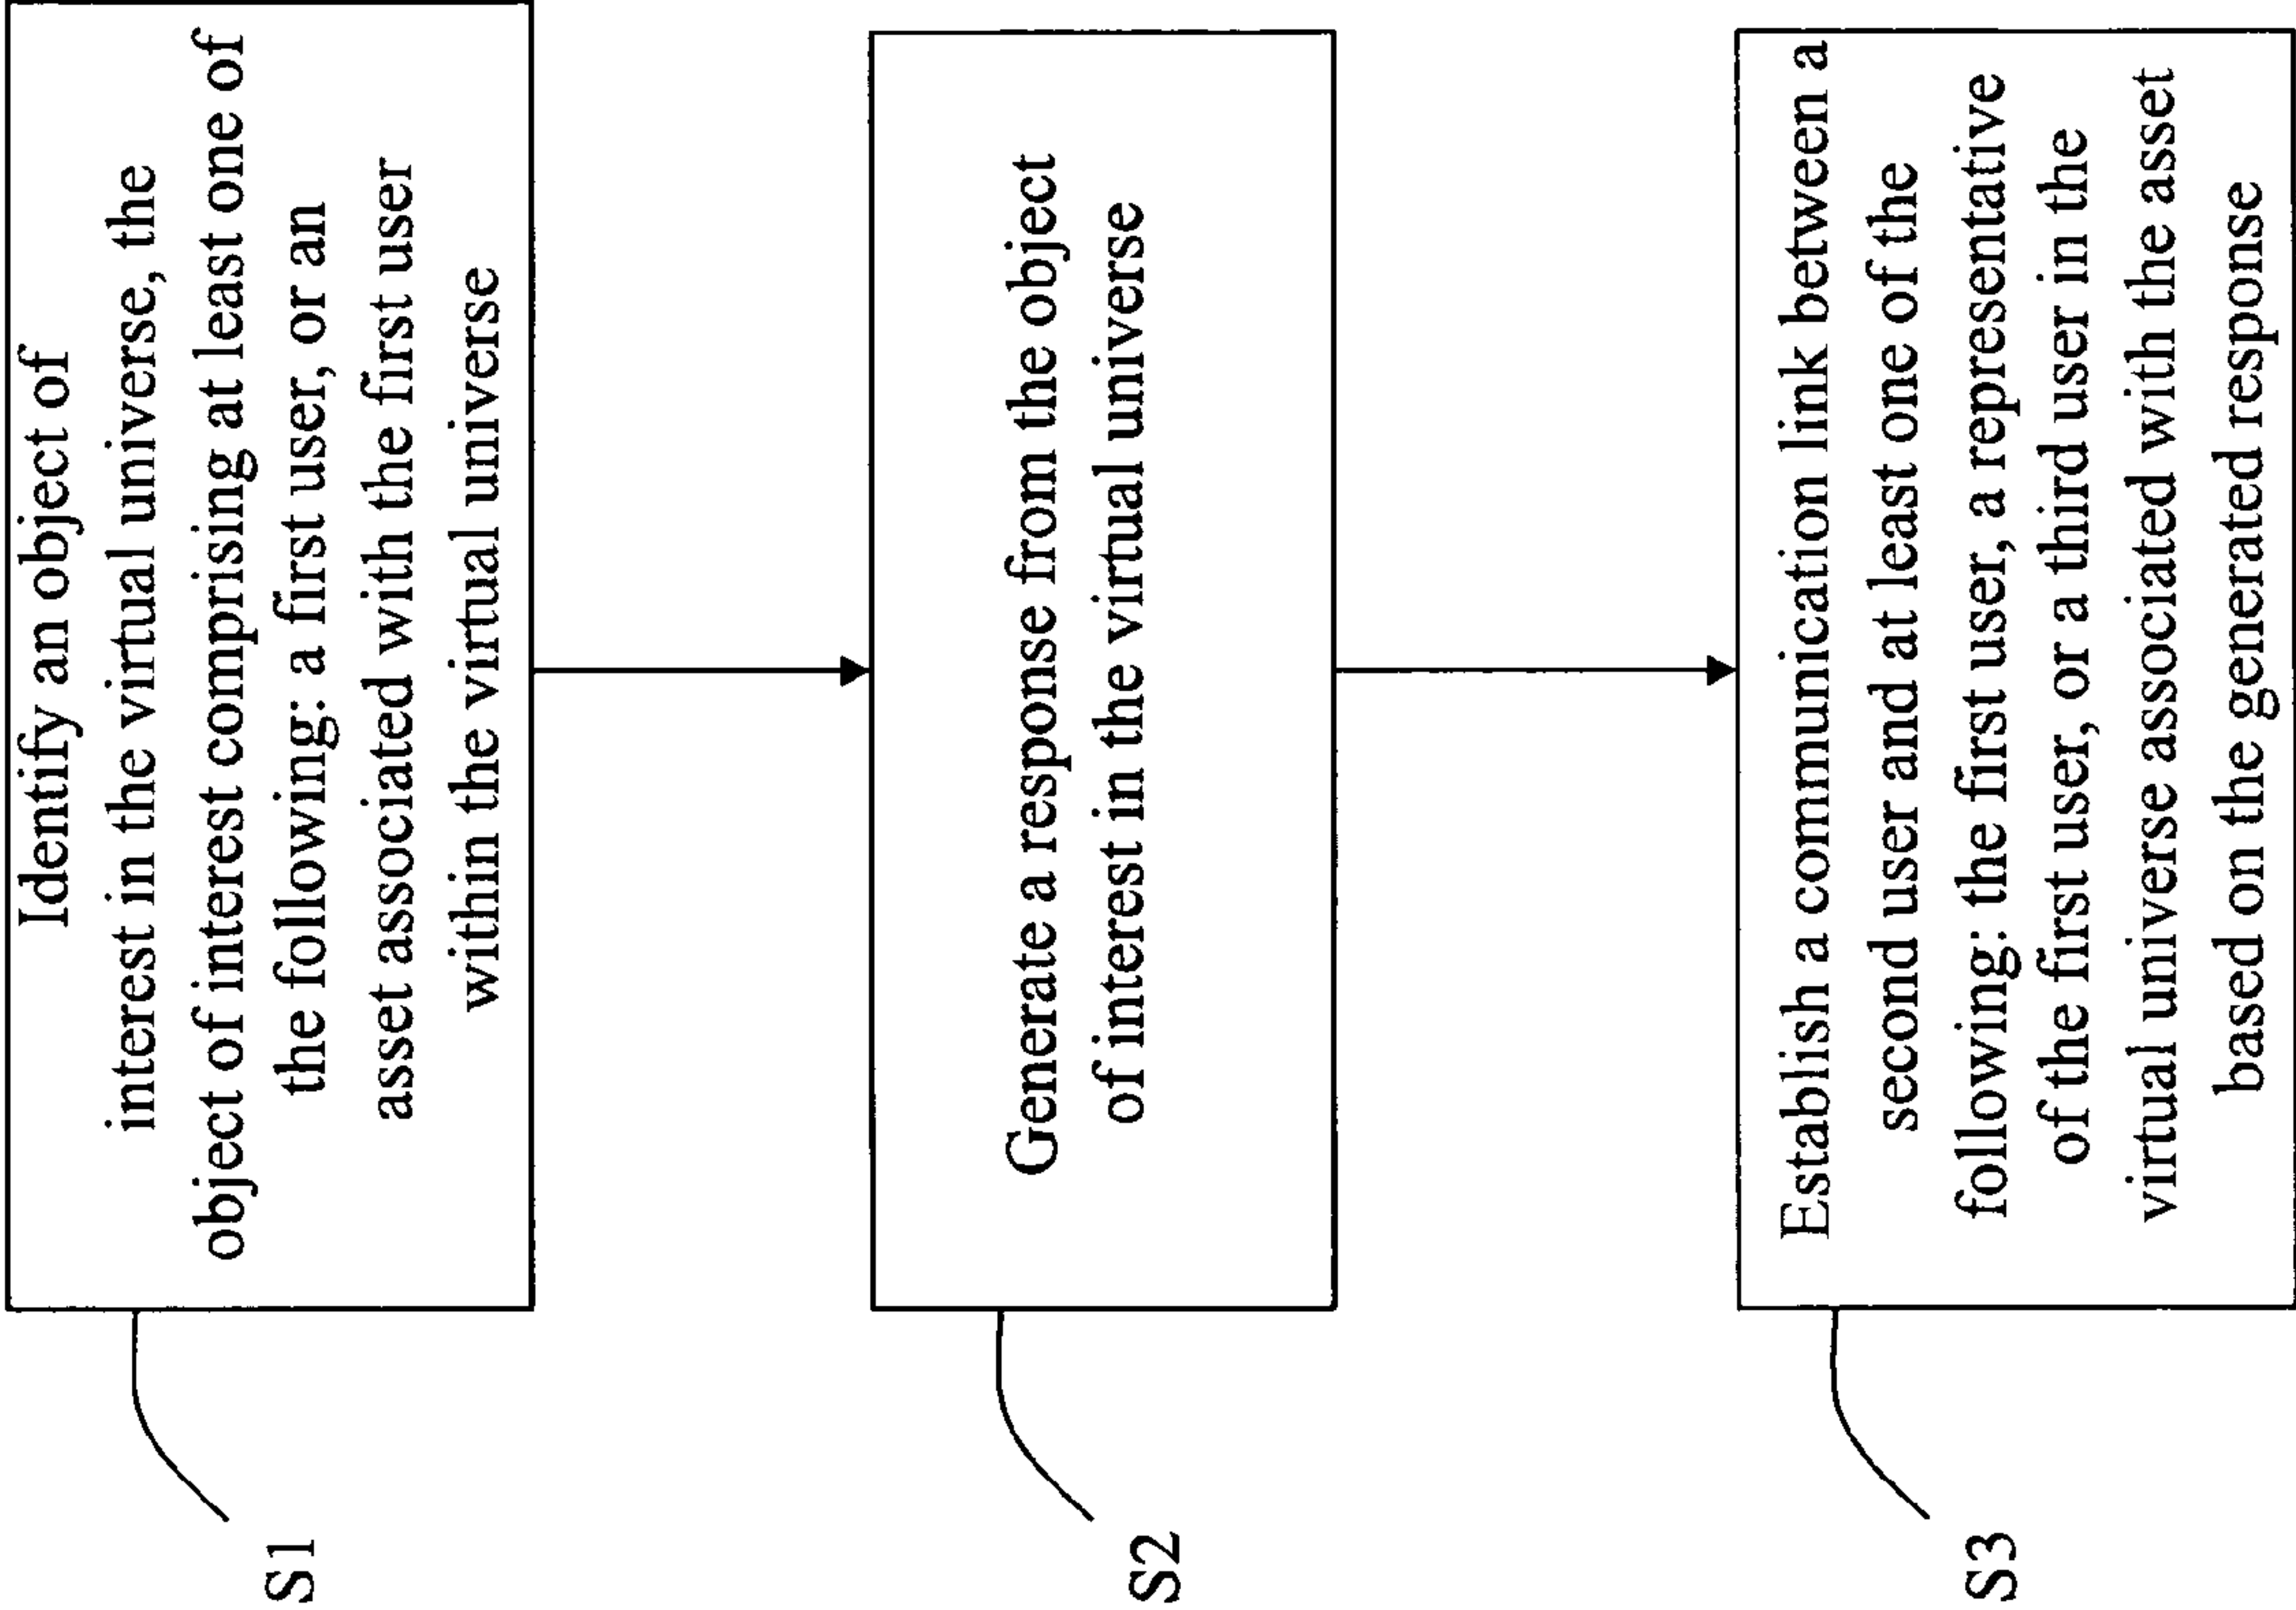 Identify an object of
interest in the virtual universe, the
object of interest comprising at least one of
the following: a first user, or an
asset associated with the first user
within the virtual universe
S1
Generate a response from the object
of interest in the virtual universe
S2
Establish a communication link between a
second user and at least one of the
following: the first user, a representative
of the first user, or a third user in the
virtual universe associated with the asset
based on the generated response
S3